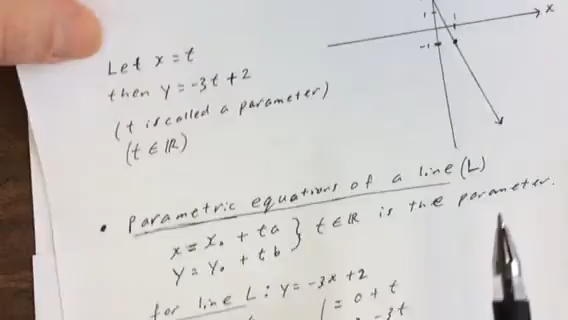 x
1
1
-1
Let x = t
then y = -3t + 2
(t is called a parameter)
(t ∈ ℝ)
• parametric equations of a line (L)
x = x₀ + ta
y = y₀ + tb } t ∈ ℝ is the parameter.
for line L: y = -3x + 2
= 0 + t
-3t